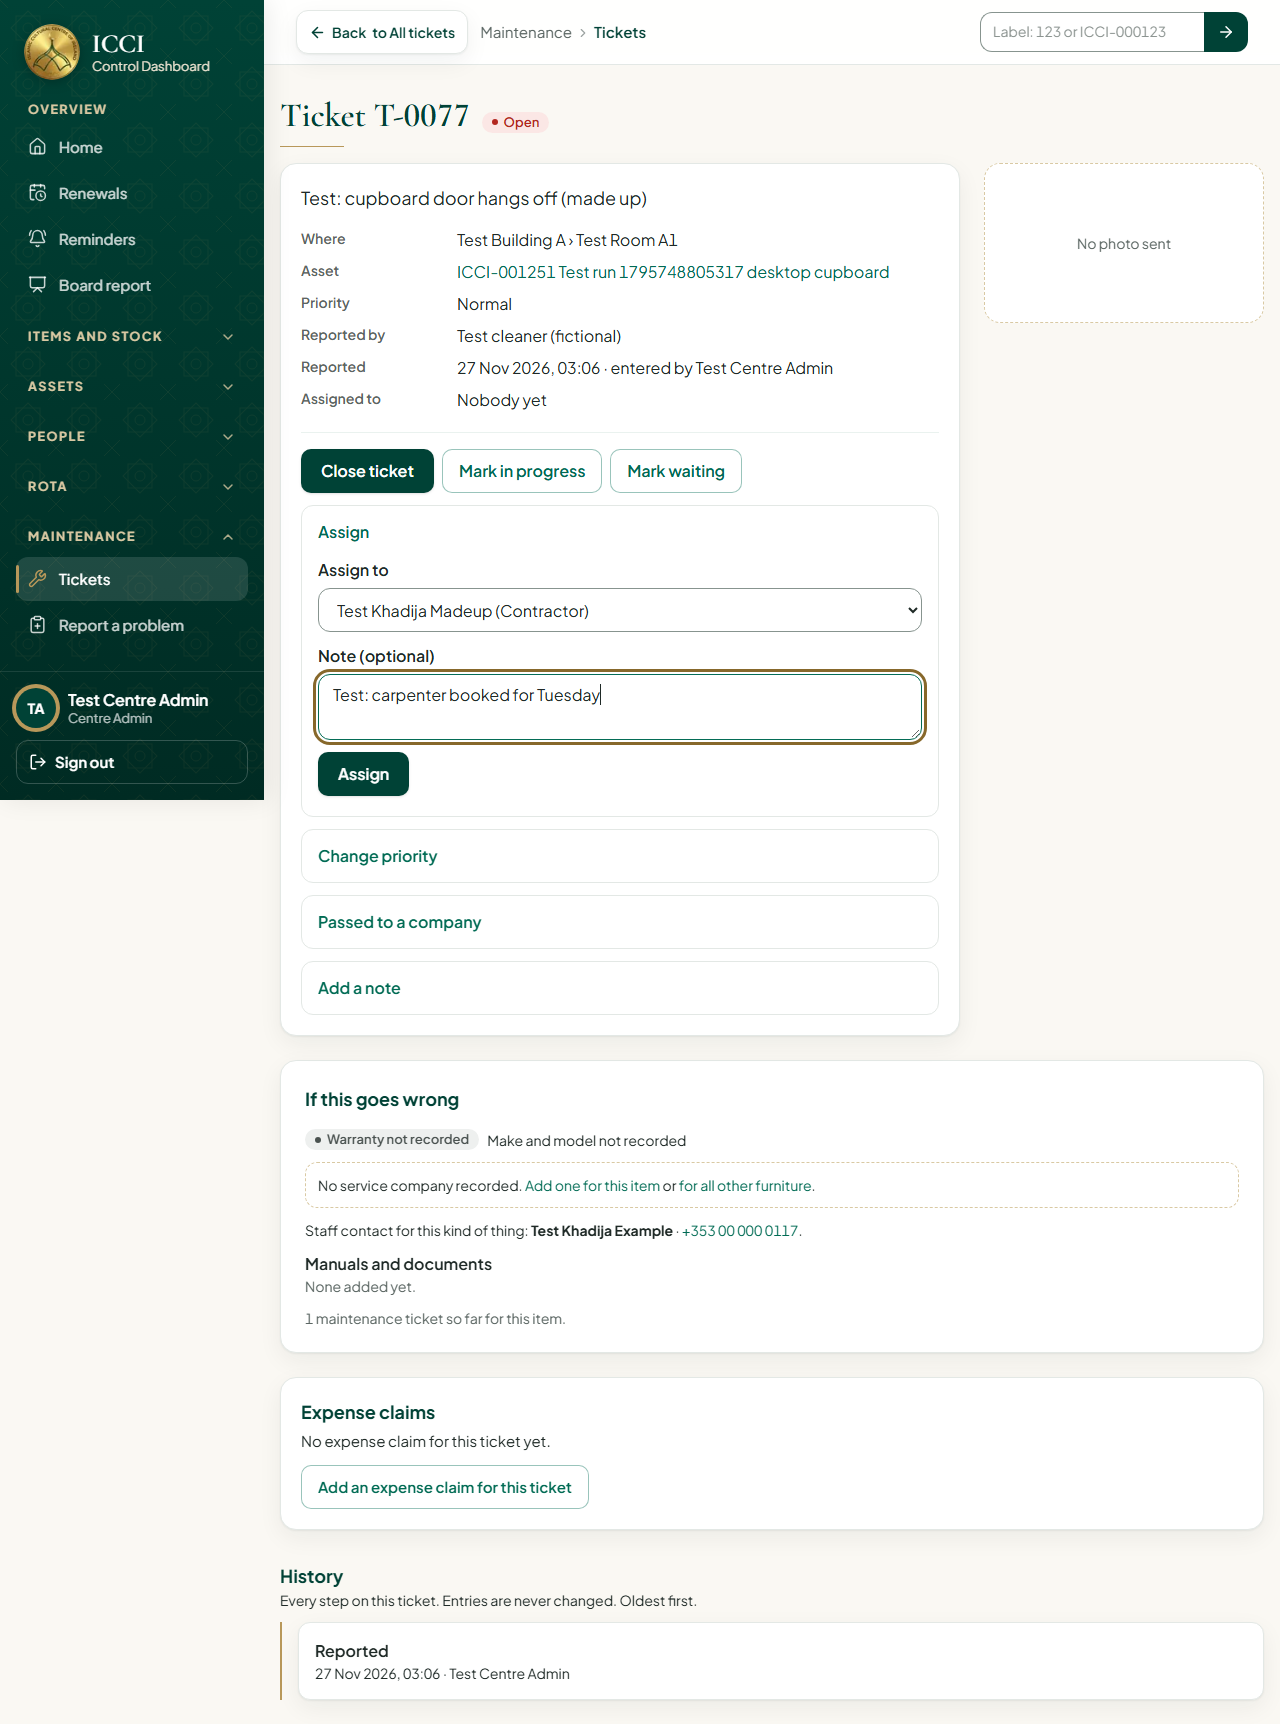 ICCI
Control Dashboard
OVERVIEW
Home
Renewals
Reminders
Board report
ITEMS AND STOCK
ASSETS
PEOPLE
ROTA
MAINTENANCE
Tickets
Report a problem
TA
Test Centre Admin
Centre Admin
Sign out
Back to All tickets
Maintenance › Tickets
Label: 123 or ICCI-000123
Ticket T-0077
Open
Test: cupboard door hangs off (made up)
Where Test Building A › Test Room A1
Asset ICCI-001251 Test run 1795748805317 desktop cupboard
Priority Normal
Reported by Test cleaner (fictional)
Reported 27 Nov 2026, 03:06 · entered by Test Centre Admin
Assigned to Nobody yet
Close ticket
Mark in progress
Mark waiting
Assign
Assign to
Test Khadija Madeup (Contractor)
Note (optional)
Test: carpenter booked for Tuesday
Assign
Change priority
Passed to a company
Add a note
No photo sent
If this goes wrong
Warranty not recorded Make and model not recorded
No service company recorded. Add one for this item or for all other furniture.
Staff contact for this kind of thing: Test Khadija Example · +353 00 000 0117.
Manuals and documents
None added yet.
1 maintenance ticket so far for this item.
Expense claims
No expense claim for this ticket yet.
Add an expense claim for this ticket
History
Every step on this ticket. Entries are never changed. Oldest first.
Reported
27 Nov 2026, 03:06 · Test Centre Admin